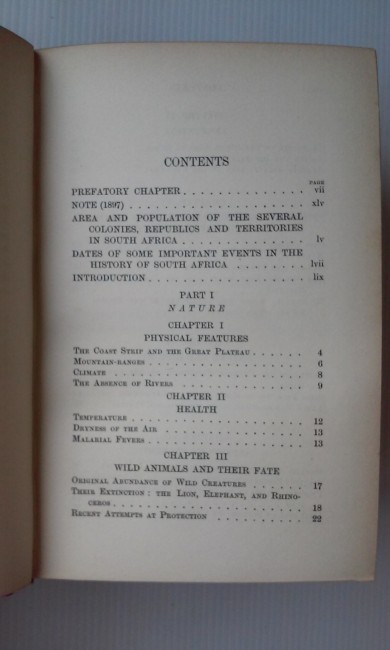 CONTENTS
PAGE
PREFATORY CHAPTER . . . . . . . . . . . . . . . vii
NOTE (1897) . . . . . . . . . . . . . . . . . . . xlv
AREA AND POPULATION OF THE SEVERAL
COLONIES, REPUBLICS AND TERRITORIES
IN SOUTH AFRICA . . . . . . . . . . . . . . . lv
DATES OF SOME IMPORTANT EVENTS IN THE
HISTORY OF SOUTH AFRICA . . . . . . . . . lvii
INTRODUCTION . . . . . . . . . . . . . . . . . . lix
PART I
NATURE
CHAPTER I
PHYSICAL FEATURES
THE COAST STRIP AND THE GREAT PLATEAU . . . . . . 4
MOUNTAIN-RANGES . . . . . . . . . . . . . . . . 6
CLIMATE . . . . . . . . . . . . . . . . . . . . 8
THE ABSENCE OF RIVERS . . . . . . . . . . . . . 9
CHAPTER II
HEALTH
TEMPERATURE . . . . . . . . . . . . . . . . . . 12
DRYNESS OF THE AIR . . . . . . . . . . . . . . 13
MALARIAL FEVERS . . . . . . . . . . . . . . . . 13
CHAPTER III
WILD ANIMALS AND THEIR FATE
ORIGINAL ABUNDANCE OF WILD CREATURES . . . . . . 17
THEIR EXTINCTION : THE LION, ELEPHANT, AND RHINO-
CEROS . . . . . . . . . . . . . . . . . . . . 18
RECENT ATTEMPTS AT PROTECTION . . . . . . . . . 22